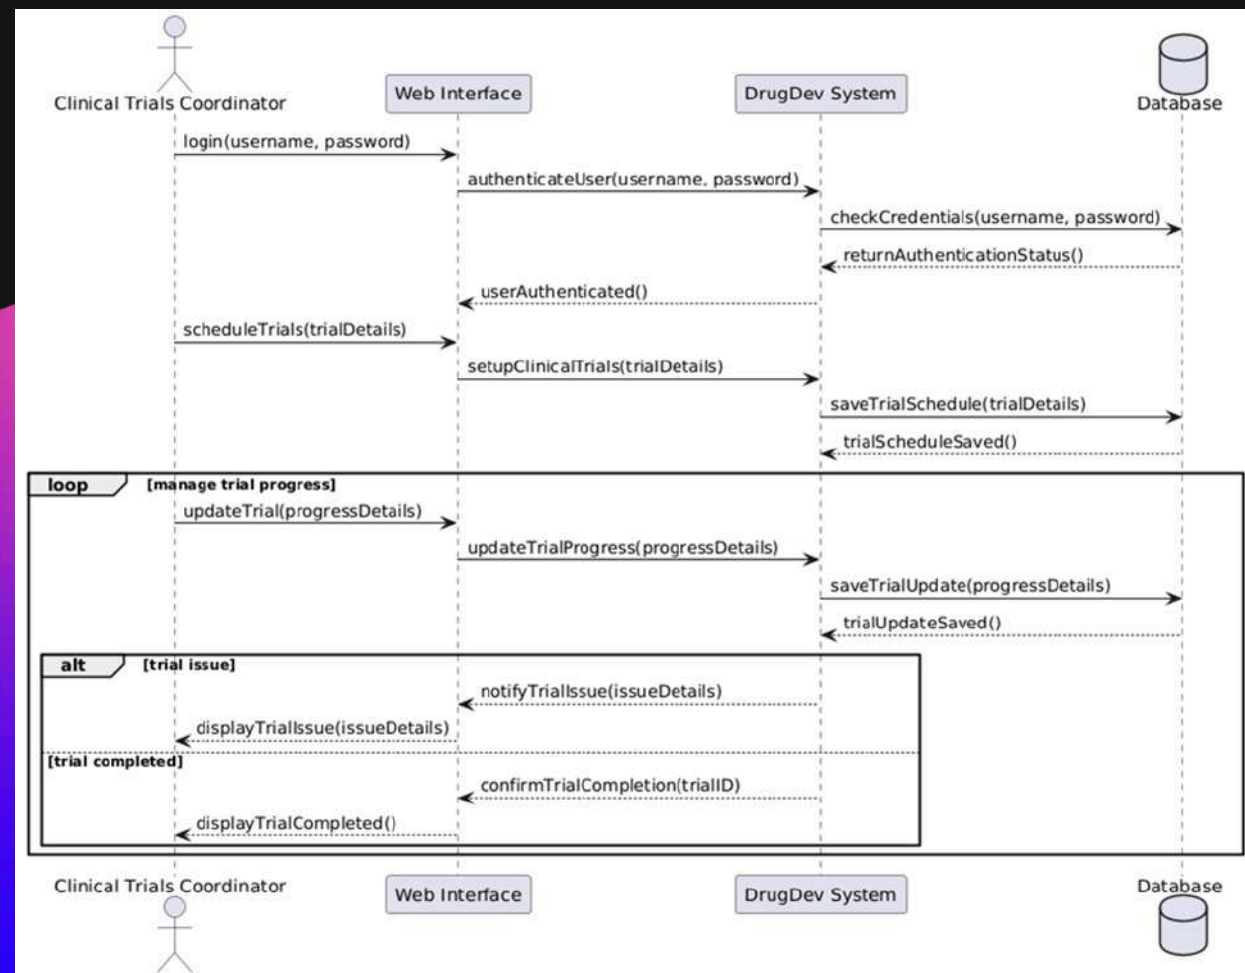 Clinical Trials Coordinator
Web Interface
DrugDev System
Database
login(username, password)
authenticateUser(username, password)
checkCredentials(username, password)
returnAuthenticationStatus()
userAuthenticated()
scheduleTrials(trialDetails)
setupClinicalTrials(trialDetails)
saveTrialSchedule(trialDetails)
trialScheduleSaved()
loop [manage trial progress]
updateTrial(progressDetails)
updateTrialProgress(progressDetails)
saveTrialUpdate(progressDetails)
trialUpdateSaved()
alt [trial issue]
notifyTrialIssue(issueDetails)
displayTrialIssue(issueDetails)
[trial completed]
confirmTrialCompletion(trialID)
displayTrialCompleted()
Clinical Trials Coordinator
Web Interface
DrugDev System
Database